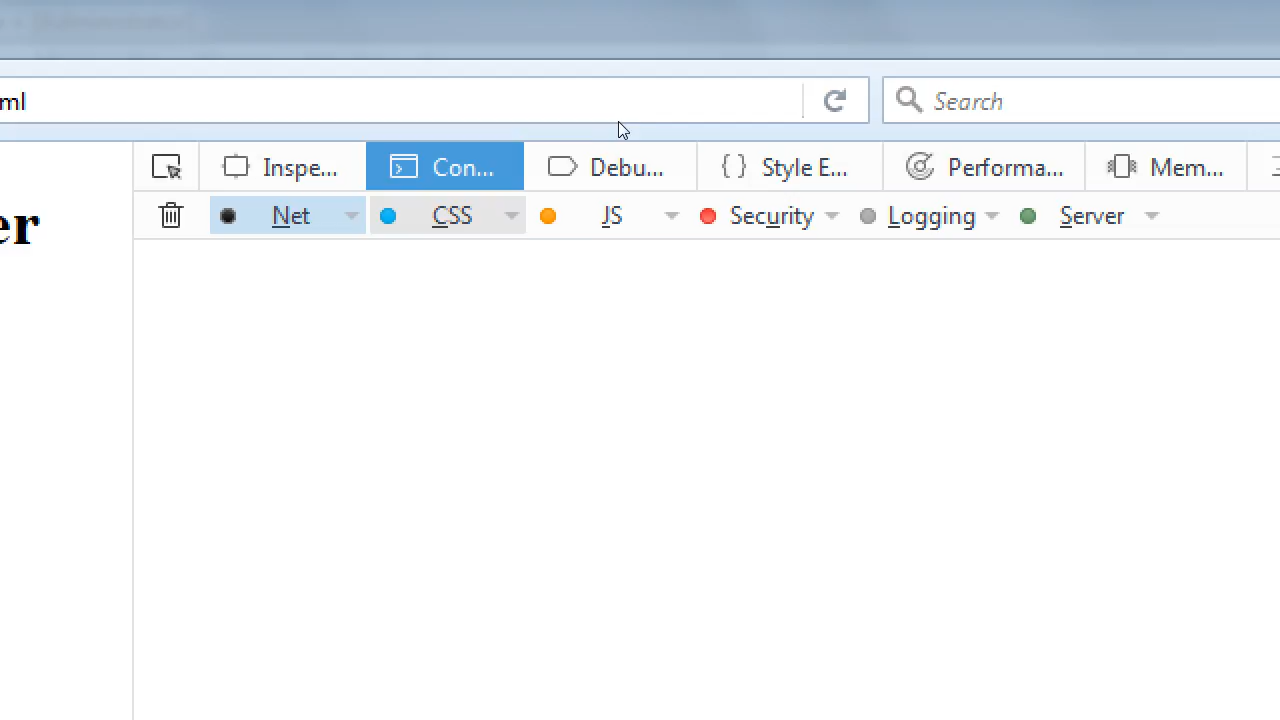 ml
Search
Inspe... Con... Debu... Style E... Performa... Mem...
er
Net CSS JS Security Logging Server